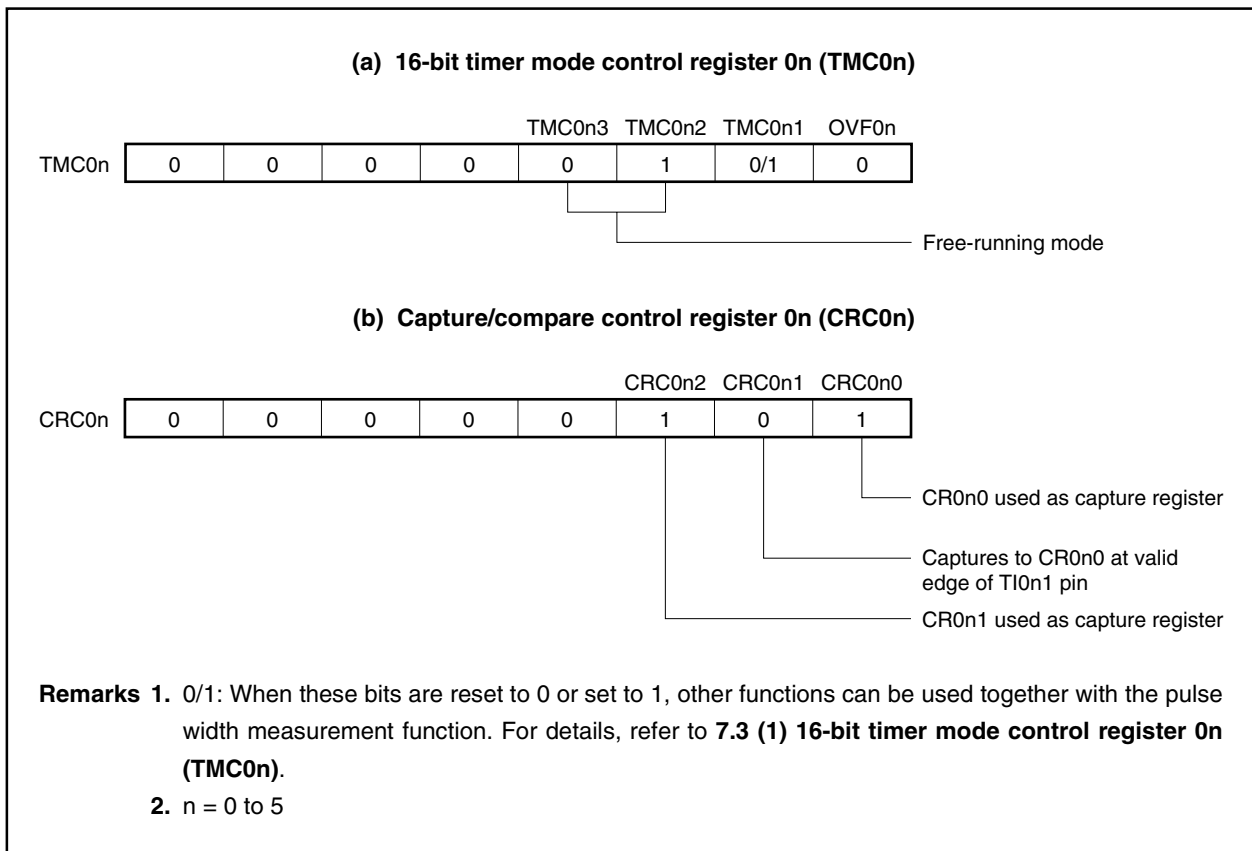 (a) 16-bit timer mode control register 0n (TMC0n)
TMC0n3 TMC0n2 TMC0n1 OVF0n
TMC0n 0 0 0 0 0 1 0/1 0
Free-running mode
(b) Capture/compare control register 0n (CRC0n)
CRC0n2 CRC0n1 CRC0n0
CRC0n 0 0 0 0 0 1 0 1
CR0n0 used as capture register
Captures to CR0n0 at valid
edge of TI0n1 pin
CR0n1 used as capture register
Remarks 1. 0/1: When these bits are reset to 0 or set to 1, other functions can be used together with the pulse
width measurement function. For details, refer to 7.3 (1) 16-bit timer mode control register 0n
(TMC0n).
2. n = 0 to 5